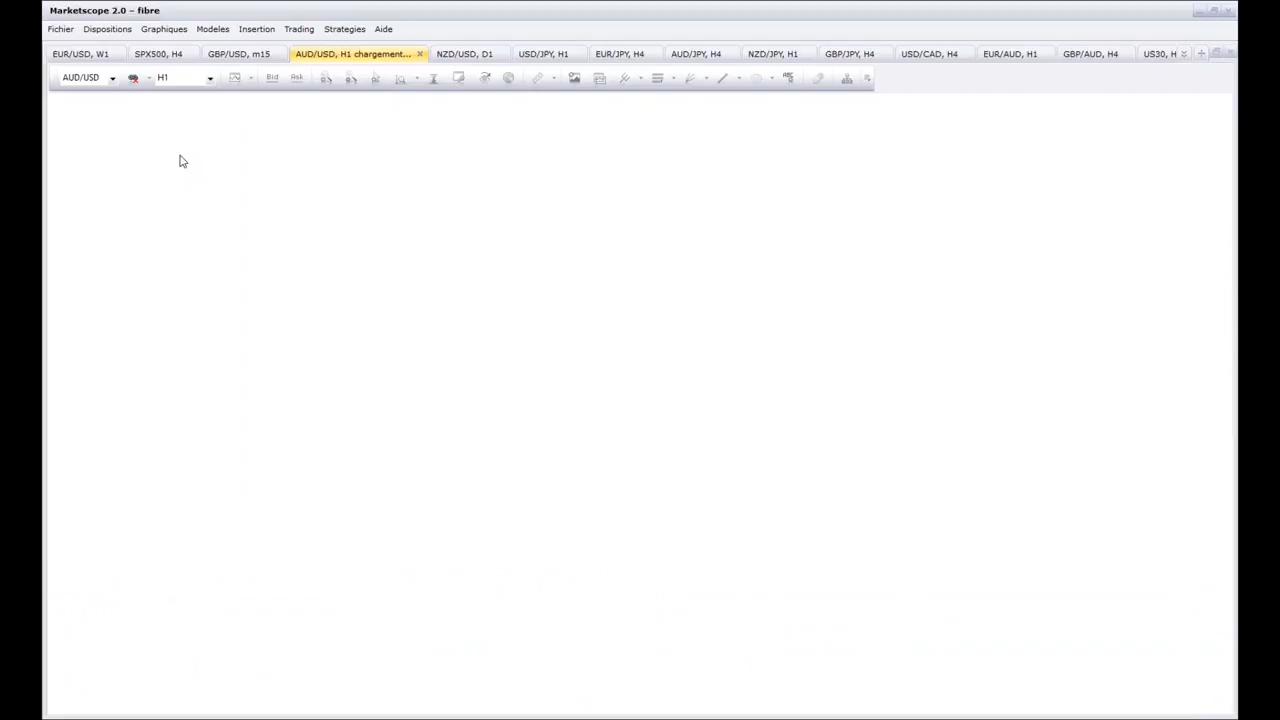 Marketscope 2.0 – fibre
Fichier Dispositions Graphiques Modeles Insertion Trading Strategies Aide
EUR/USD, W1 SPX500, H4 GBP/USD, m15 AUD/USD, H1 chargement... NZD/USD, D1 USD/JPY, H1 EUR/JPY, H4 AUD/JPY, H4 NZD/JPY, H1 GBP/JPY, H4 USD/CAD, H4 EUR/AUD, H1 GBP/AUD, H4 US30, H
AUD/USD H1 Bid Ask